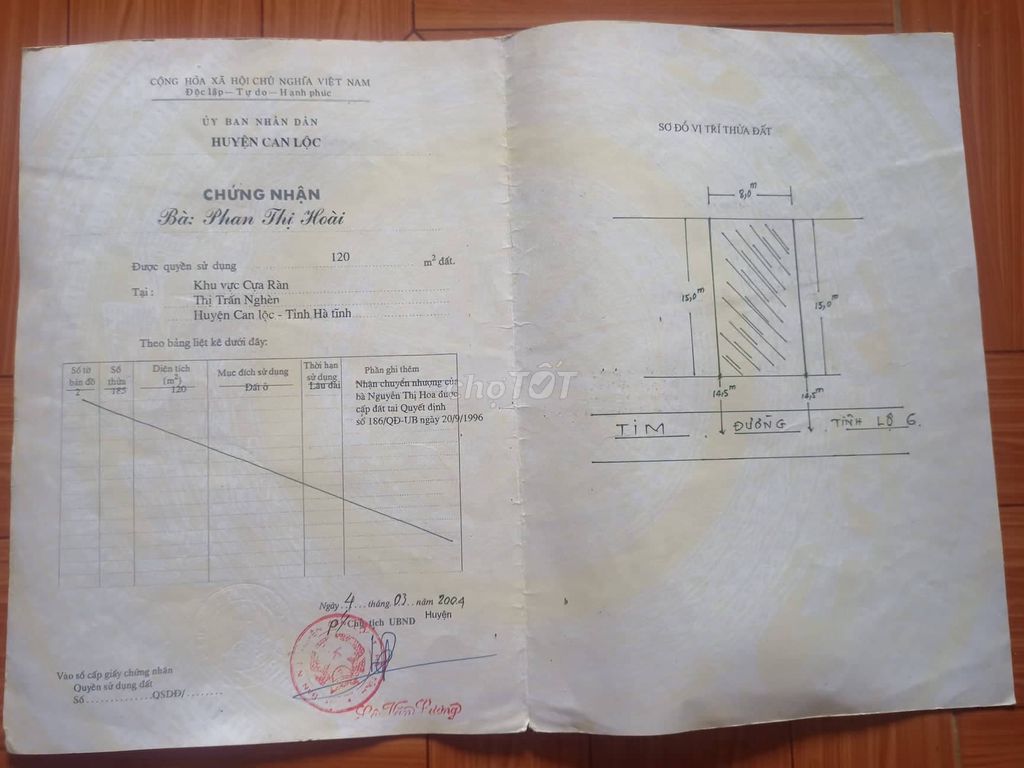 CỘNG HÒA XÃ HỘI CHỦ NGHĨA VIỆT NAM
Độc lập - Tự do - Hạnh phúc
ỦY BAN NHÂN DÂN
HUYỆN CAN LỘC
CHỨNG NHẬN
Bà: Phan Thị Hoài
Được quyền sử dụng 120 m² đất.
Tại: Khu vực Cựa Ràn
Thị Trấn Nghèn
Huyện Can lộc - Tỉnh Hà tĩnh
Theo bảng liệt kê dưới đây:
Số tờ bản đồ Số thửa Diện tích (m²) Mục đích sử dụng Thời hạn sử dụng Phần ghi thêm
2 185 120 Đất ở Lâu dài Nhận chuyển nhượng của
bà Nguyễn Thị Hoa được
cấp đất tại Quyết định
số 186/QĐ-UB ngày 20/9/1996
Ngày 4 tháng 03 năm 2004
P/ Chủ tịch UBND Huyện
Vào sổ cấp giấy chứng nhân
Quyền sử dụng đất
Số..............QSDĐ/........
SƠ ĐỒ VỊ TRÍ THỬA ĐẤT
8,0m
15,0m
15,0m
14,5m
14,5m
TIM ĐƯỜNG TỈNH LỘ 6.
chợTỐT